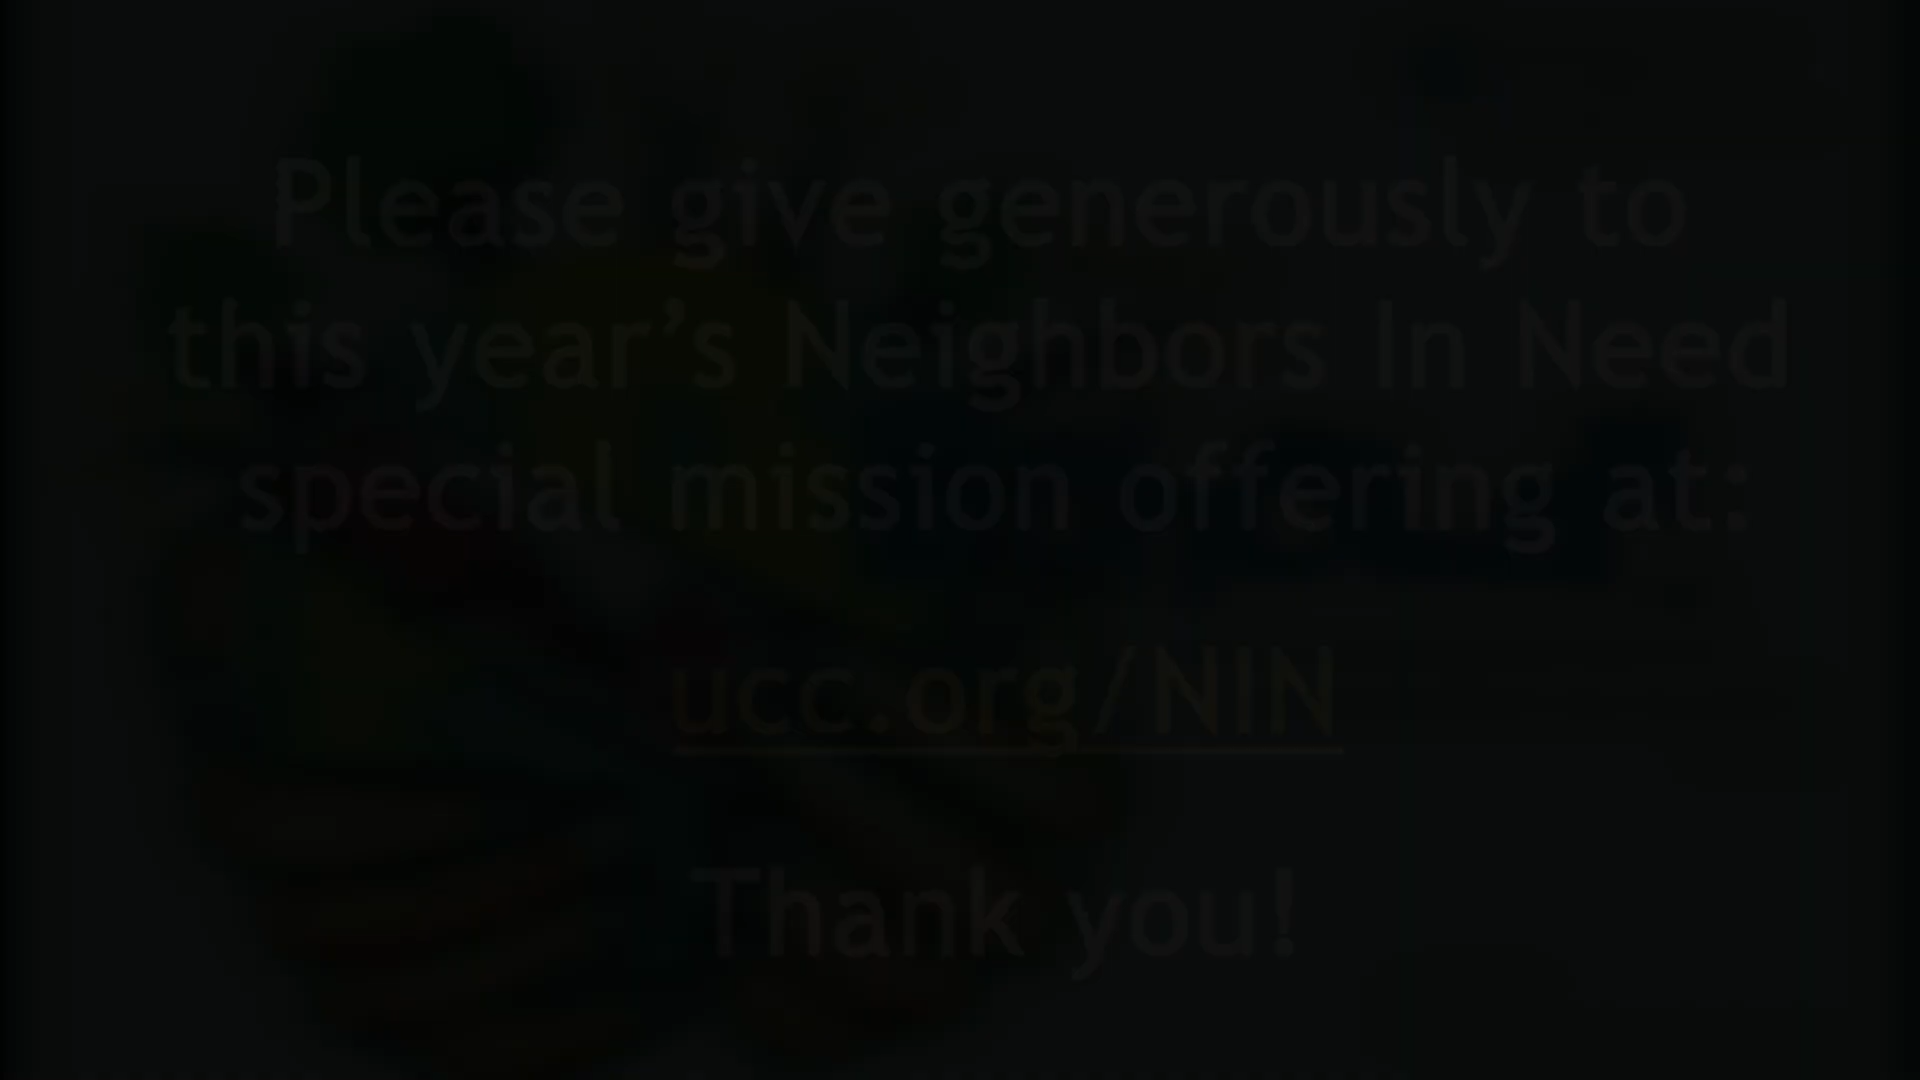 Please give generously to
this year’s Neighbors In Need
special mission offering at:
ucc.org/NIN
Thank you!